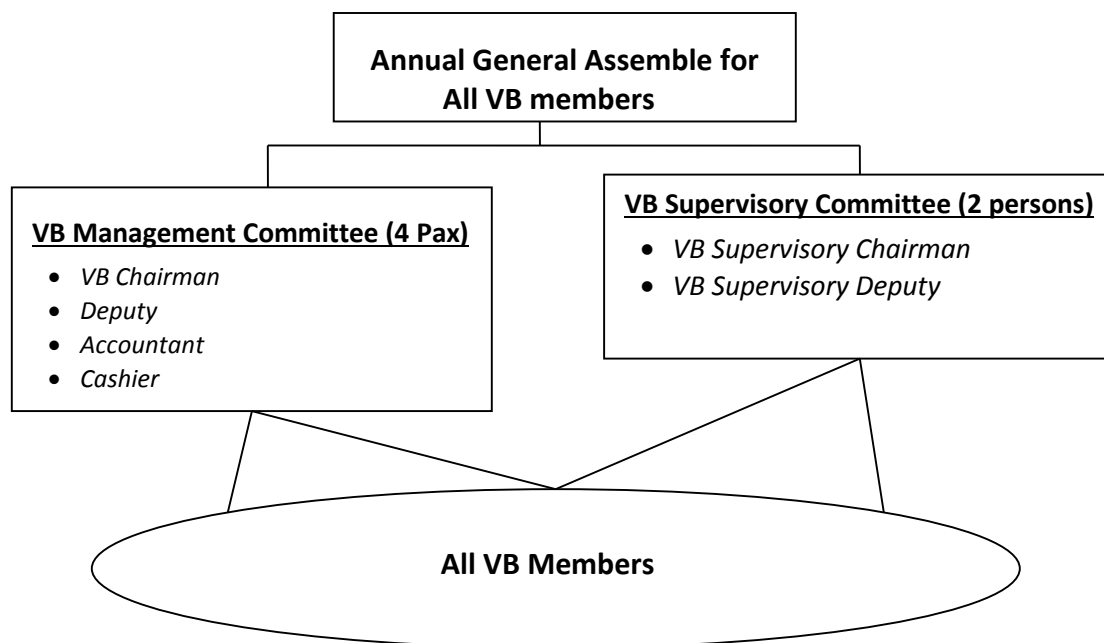 Annual General Assemble for
All VB members
VB Management Committee (4 Pax)
• VB Chairman
• Deputy
• Accountant
• Cashier
VB Supervisory Committee (2 persons)
• VB Supervisory Chairman
• VB Supervisory Deputy
All VB Members